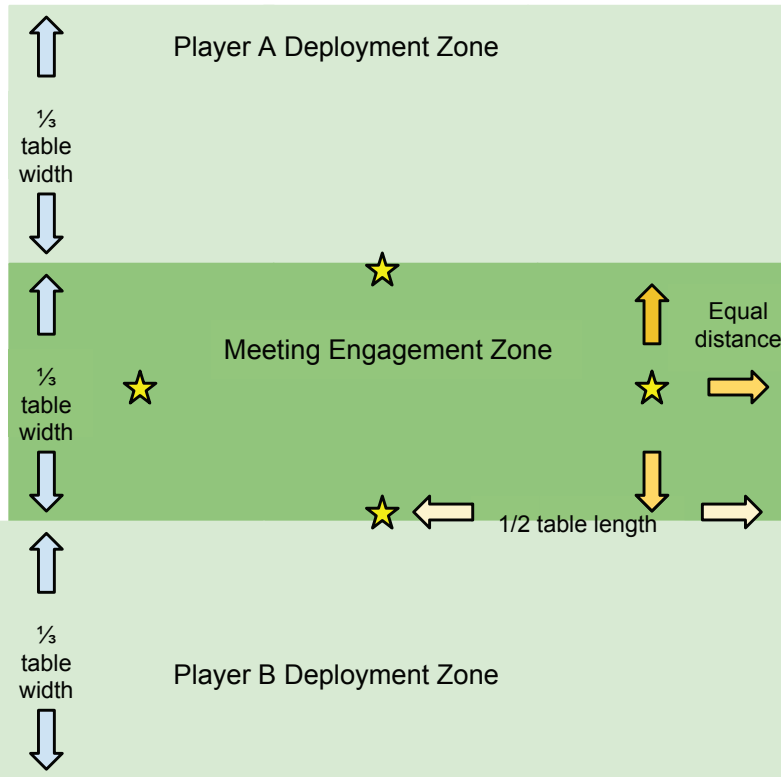 Player A Deployment Zone
⅓
table
width
Equal
distance
Meeting Engagement Zone
⅓
table
width
1/2 table length
⅓
table
width
Player B Deployment Zone